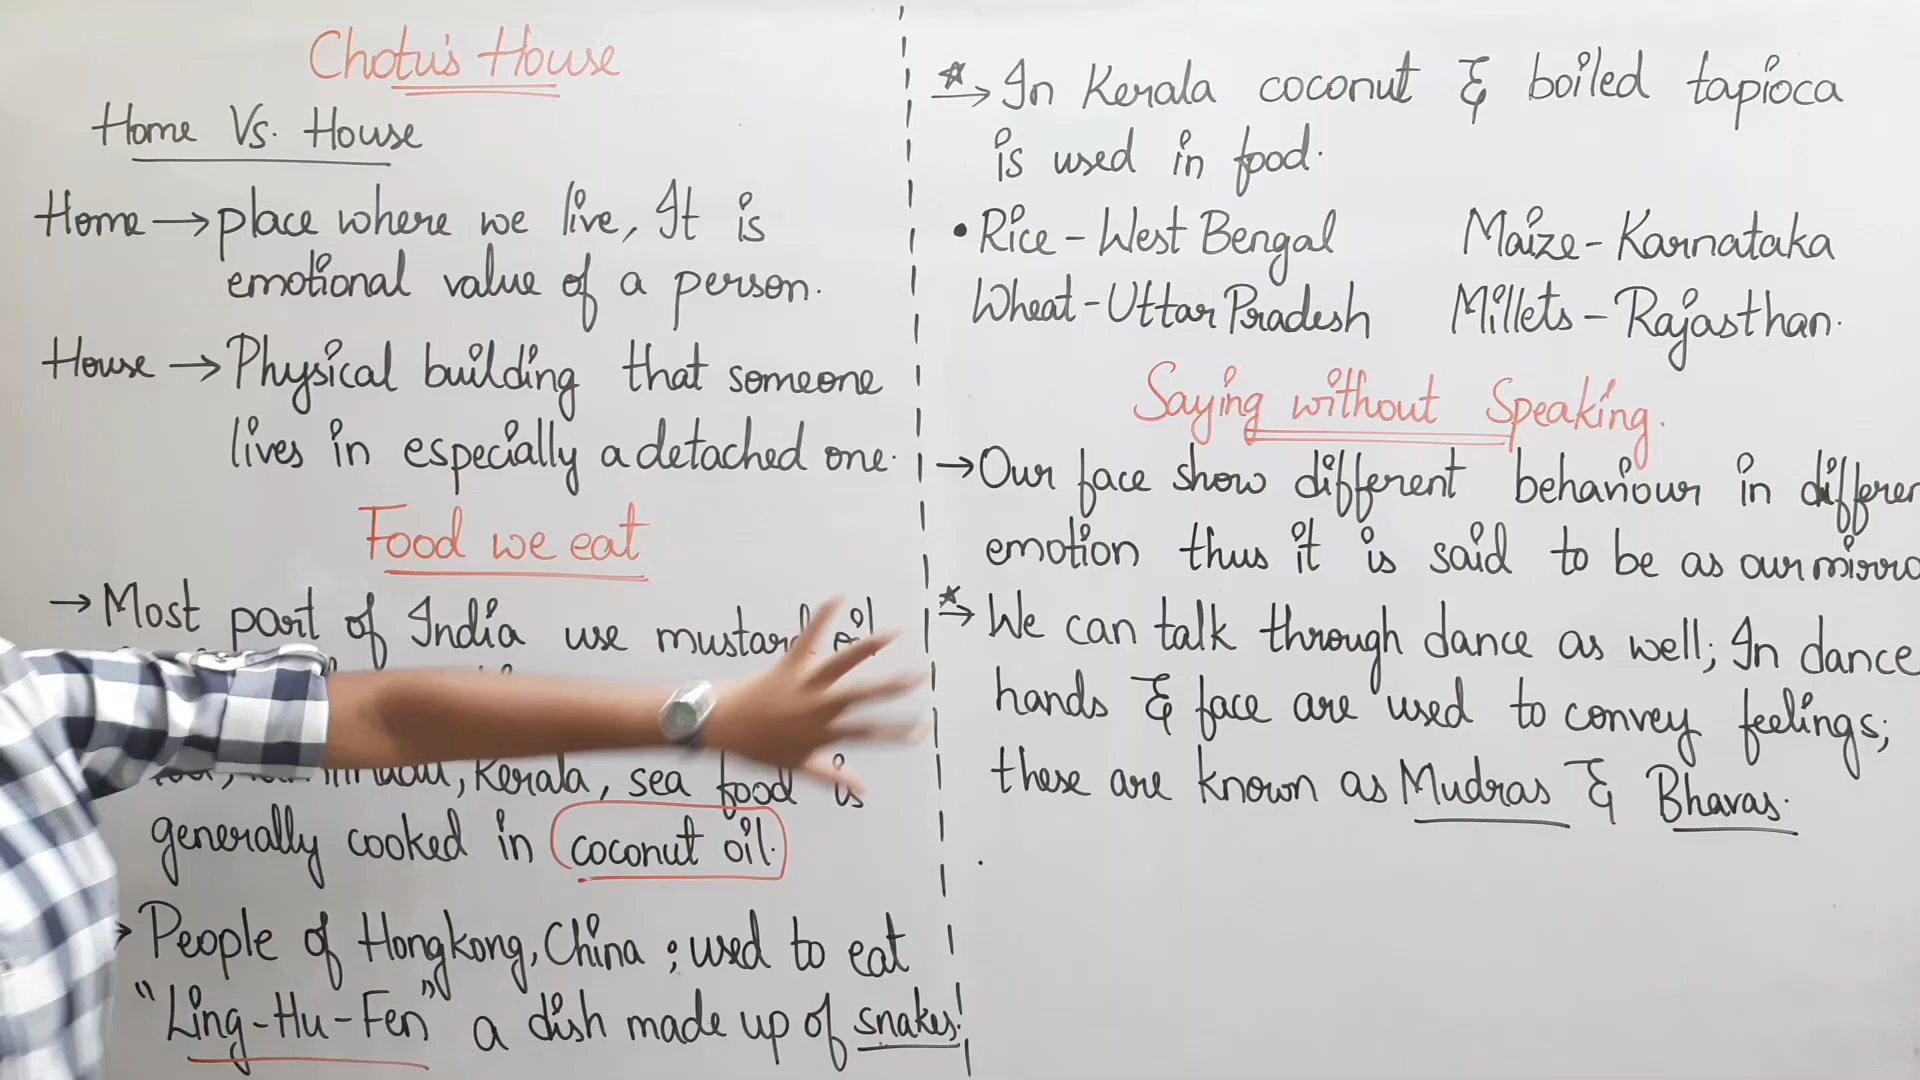 Chotu's House
Home Vs. House
Home → place where we live, It is
emotional value of a person.
House → Physical building that someone
lives in especially a detached one.
Food we eat
→ Most part of India use mustard oil
Kerala, sea food is
generally cooked in coconut oil.
People of Hongkong, China ; used to eat
"Ling-Hu-Fen" a dish made up of snakes!
☆→ In Kerala coconut & boiled tapioca
is used in food.
• Rice - West Bengal Maize - Karnataka
Wheat - Uttar Pradesh Millets - Rajasthan.
Saying without Speaking.
→ Our face show different behaviour in differen
emotion thus it is said to be as our mirro
☆→ We can talk through dance as well; In dance
hands & face are used to convey feelings;
these are known as Mudras & Bhavas.